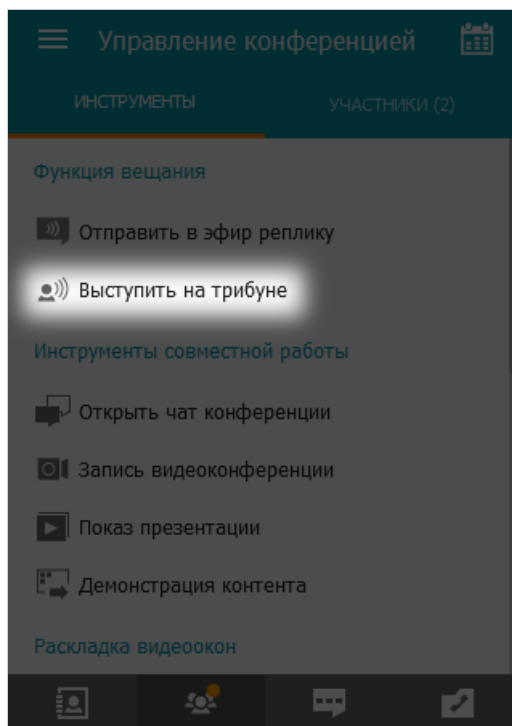 Управление конференцией
ИНСТРУМЕНТЫ
УЧАСТНИКИ (2)
Функция вещания
Отправить в эфир реплику
Выступить на трибуне
Инструменты совместной работы
Открыть чат конференции
Запись видеоконференции
Показ презентации
Демонстрация контента
Раскладка видеоокон